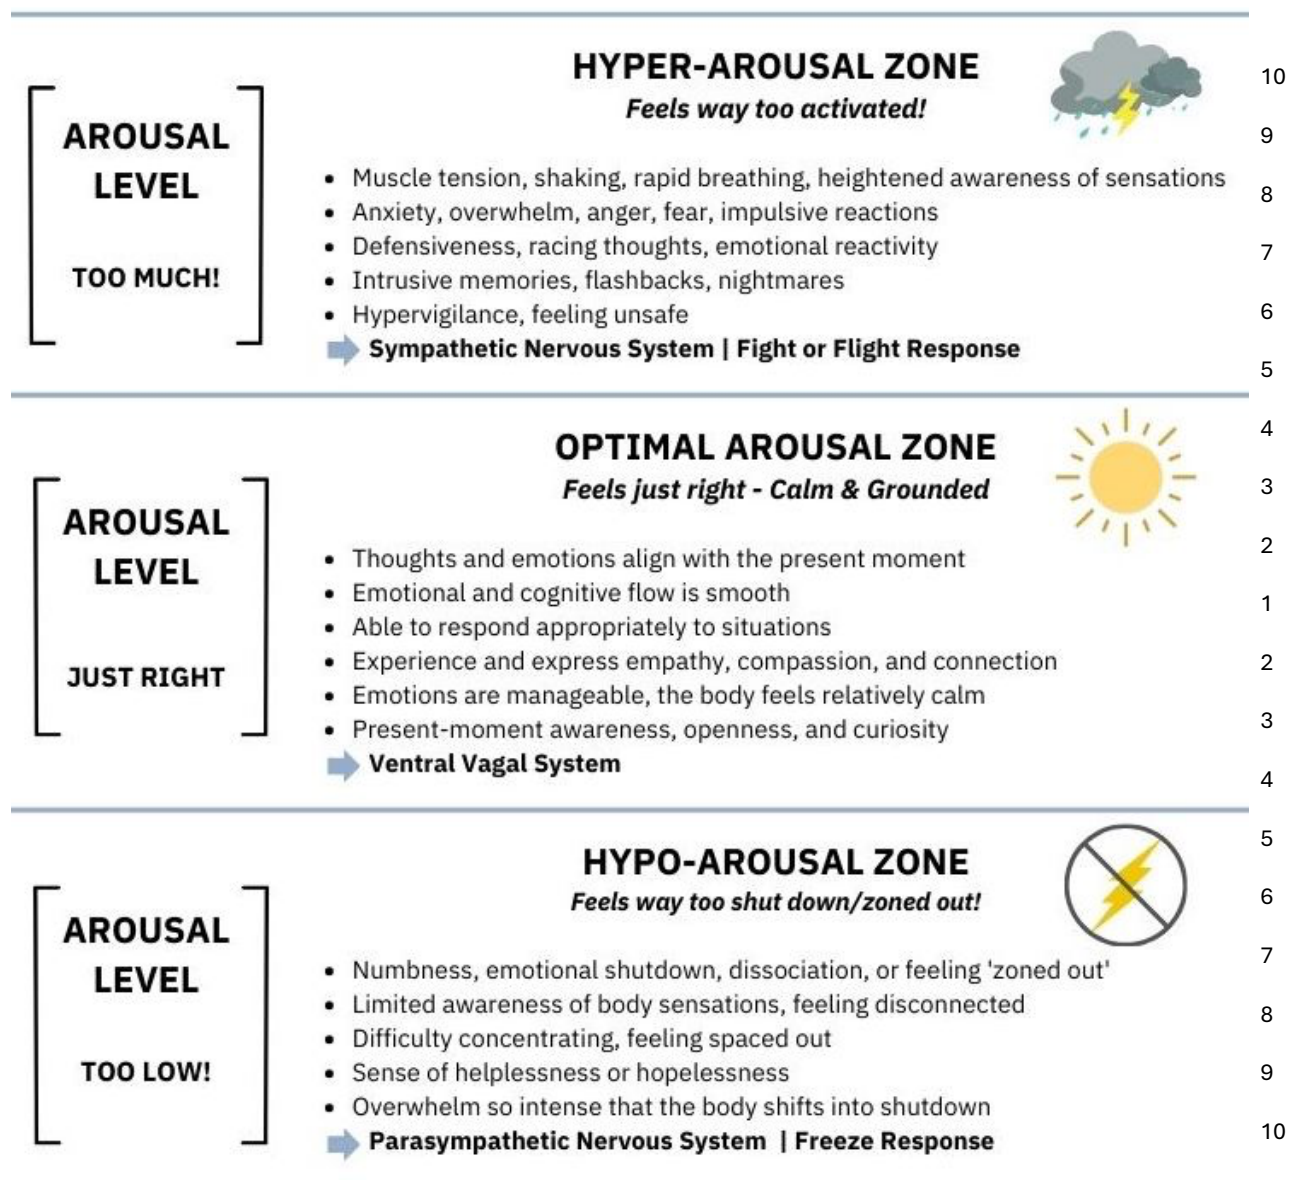 HYPER-AROUSAL ZONE
Feels way too activated!
AROUSAL
LEVEL
TOO MUCH!
• Muscle tension, shaking, rapid breathing, heightened awareness of sensations
• Anxiety, overwhelm, anger, fear, impulsive reactions
• Defensiveness, racing thoughts, emotional reactivity
• Intrusive memories, flashbacks, nightmares
• Hypervigilance, feeling unsafe
Sympathetic Nervous System | Fight or Flight Response
OPTIMAL AROUSAL ZONE
Feels just right - Calm & Grounded
AROUSAL
LEVEL
JUST RIGHT
• Thoughts and emotions align with the present moment
• Emotional and cognitive flow is smooth
• Able to respond appropriately to situations
• Experience and express empathy, compassion, and connection
• Emotions are manageable, the body feels relatively calm
• Present-moment awareness, openness, and curiosity
Ventral Vagal System
HYPO-AROUSAL ZONE
Feels way too shut down/zoned out!
AROUSAL
LEVEL
TOO LOW!
• Numbness, emotional shutdown, dissociation, or feeling 'zoned out'
• Limited awareness of body sensations, feeling disconnected
• Difficulty concentrating, feeling spaced out
• Sense of helplessness or hopelessness
• Overwhelm so intense that the body shifts into shutdown
Parasympathetic Nervous System | Freeze Response
10
9
8
7
6
5
4
3
2
1
2
3
4
5
6
7
8
9
10